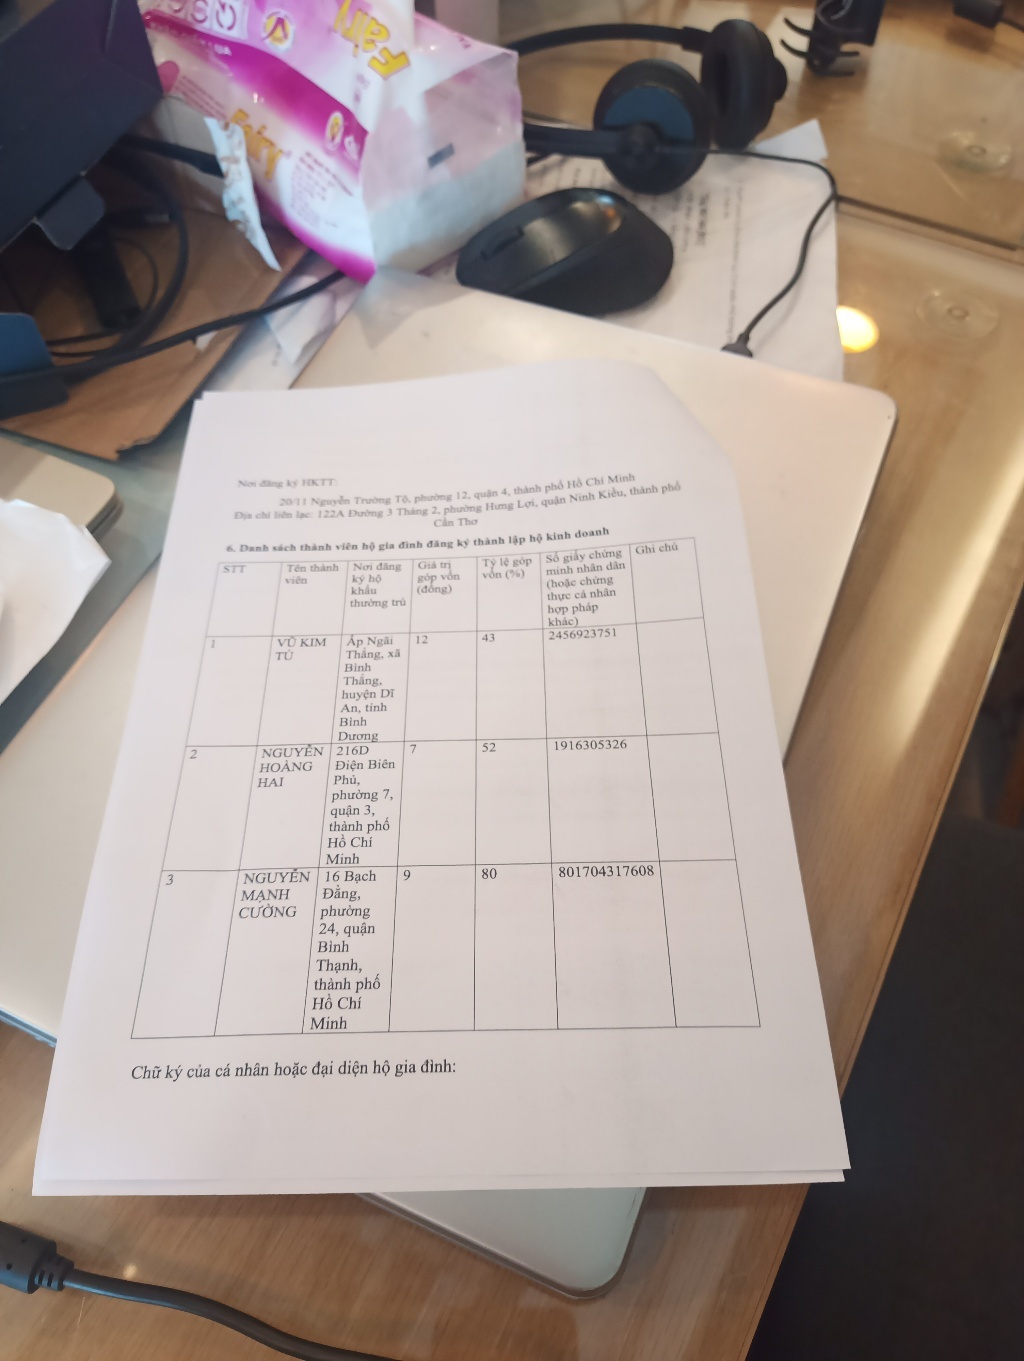 Fairy
Fairy
Nơi đăng ký HKTT:
20/11 Nguyễn Trường Tộ, phường 12, quận 4, thành phố Hồ Chí Minh
Địa chỉ liên lạc: 122A Đường 3 Tháng 2, phường Hưng Lợi, quận Ninh Kiều, thành phố
Cần Thơ
6. Danh sách thành viên hộ gia đình đăng ký thành lập hộ kinh doanh
STT
Tên thành
viên
Nơi đăng
ký hộ
khẩu
thường trú
Giá trị
góp vốn
(đồng)
Tỷ lệ góp
vốn (%)
Số giấy chứng
minh nhân dân
(hoặc chứng
thực cá nhân
hợp pháp
khác)
Ghi chú
1
VŨ KIM
TÚ
Ấp Ngãi
Thắng, xã
Bình
Thắng,
huyện Dĩ
An, tỉnh
Bình
Dương
12
43
2456923751
2
NGUYỄN
HOÀNG
HẢI
216D
Điện Biên
Phủ,
phường 7,
quận 3,
thành phố
Hồ Chí
Minh
7
52
1916305326
3
NGUYỄN
MẠNH
CƯỜNG
16 Bạch
Đằng,
phường
24, quận
Bình
Thạnh,
thành phố
Hồ Chí
Minh
9
80
801704317608
Chữ ký của cá nhân hoặc đại diện hộ gia đình: